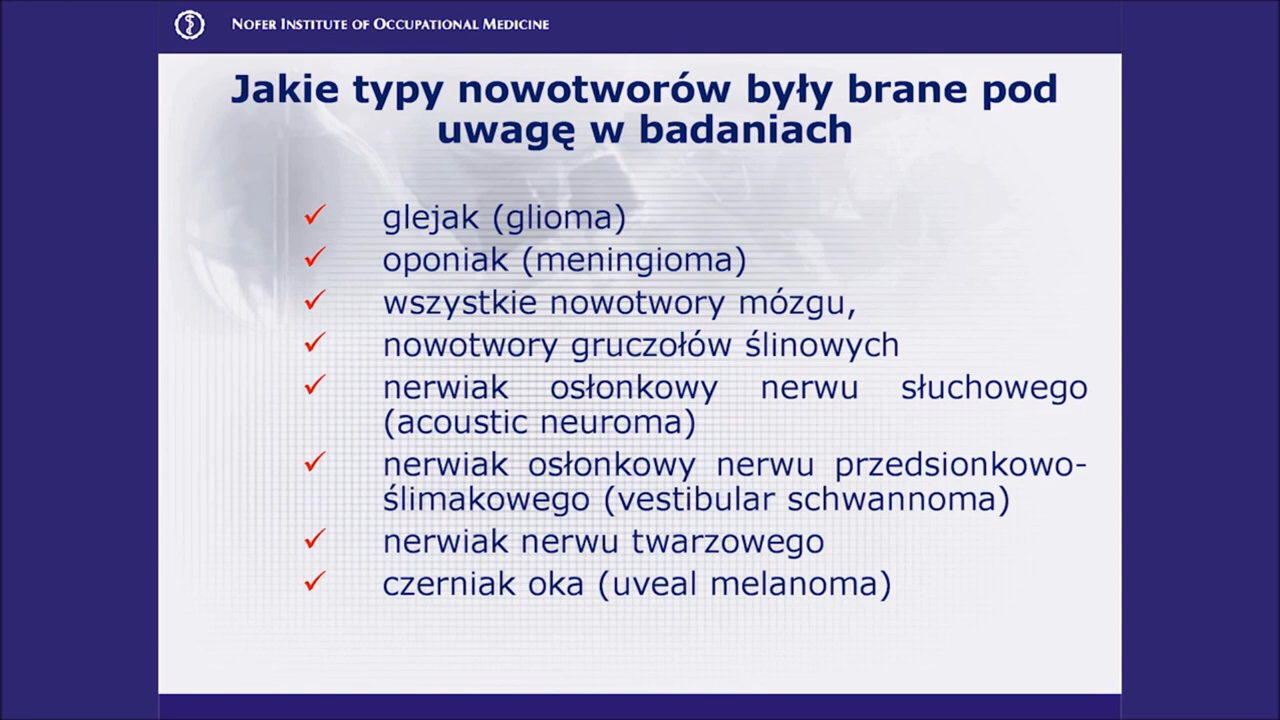 NOFER INSTITUTE OF OCCUPATIONAL MEDICINE
Jakie typy nowotworów były brane pod
uwagę w badaniach
✓ glejak (glioma)
✓ oponiak (meningioma)
✓ wszystkie nowotwory mózgu,
✓ nowotwory gruczołów ślinowych
✓ nerwiak osłonkowy nerwu słuchowego
(acoustic neuroma)
✓ nerwiak osłonkowy nerwu przedsionkowo-
ślimakowego (vestibular schwannoma)
✓ nerwiak nerwu twarzowego
✓ czerniak oka (uveal melanoma)